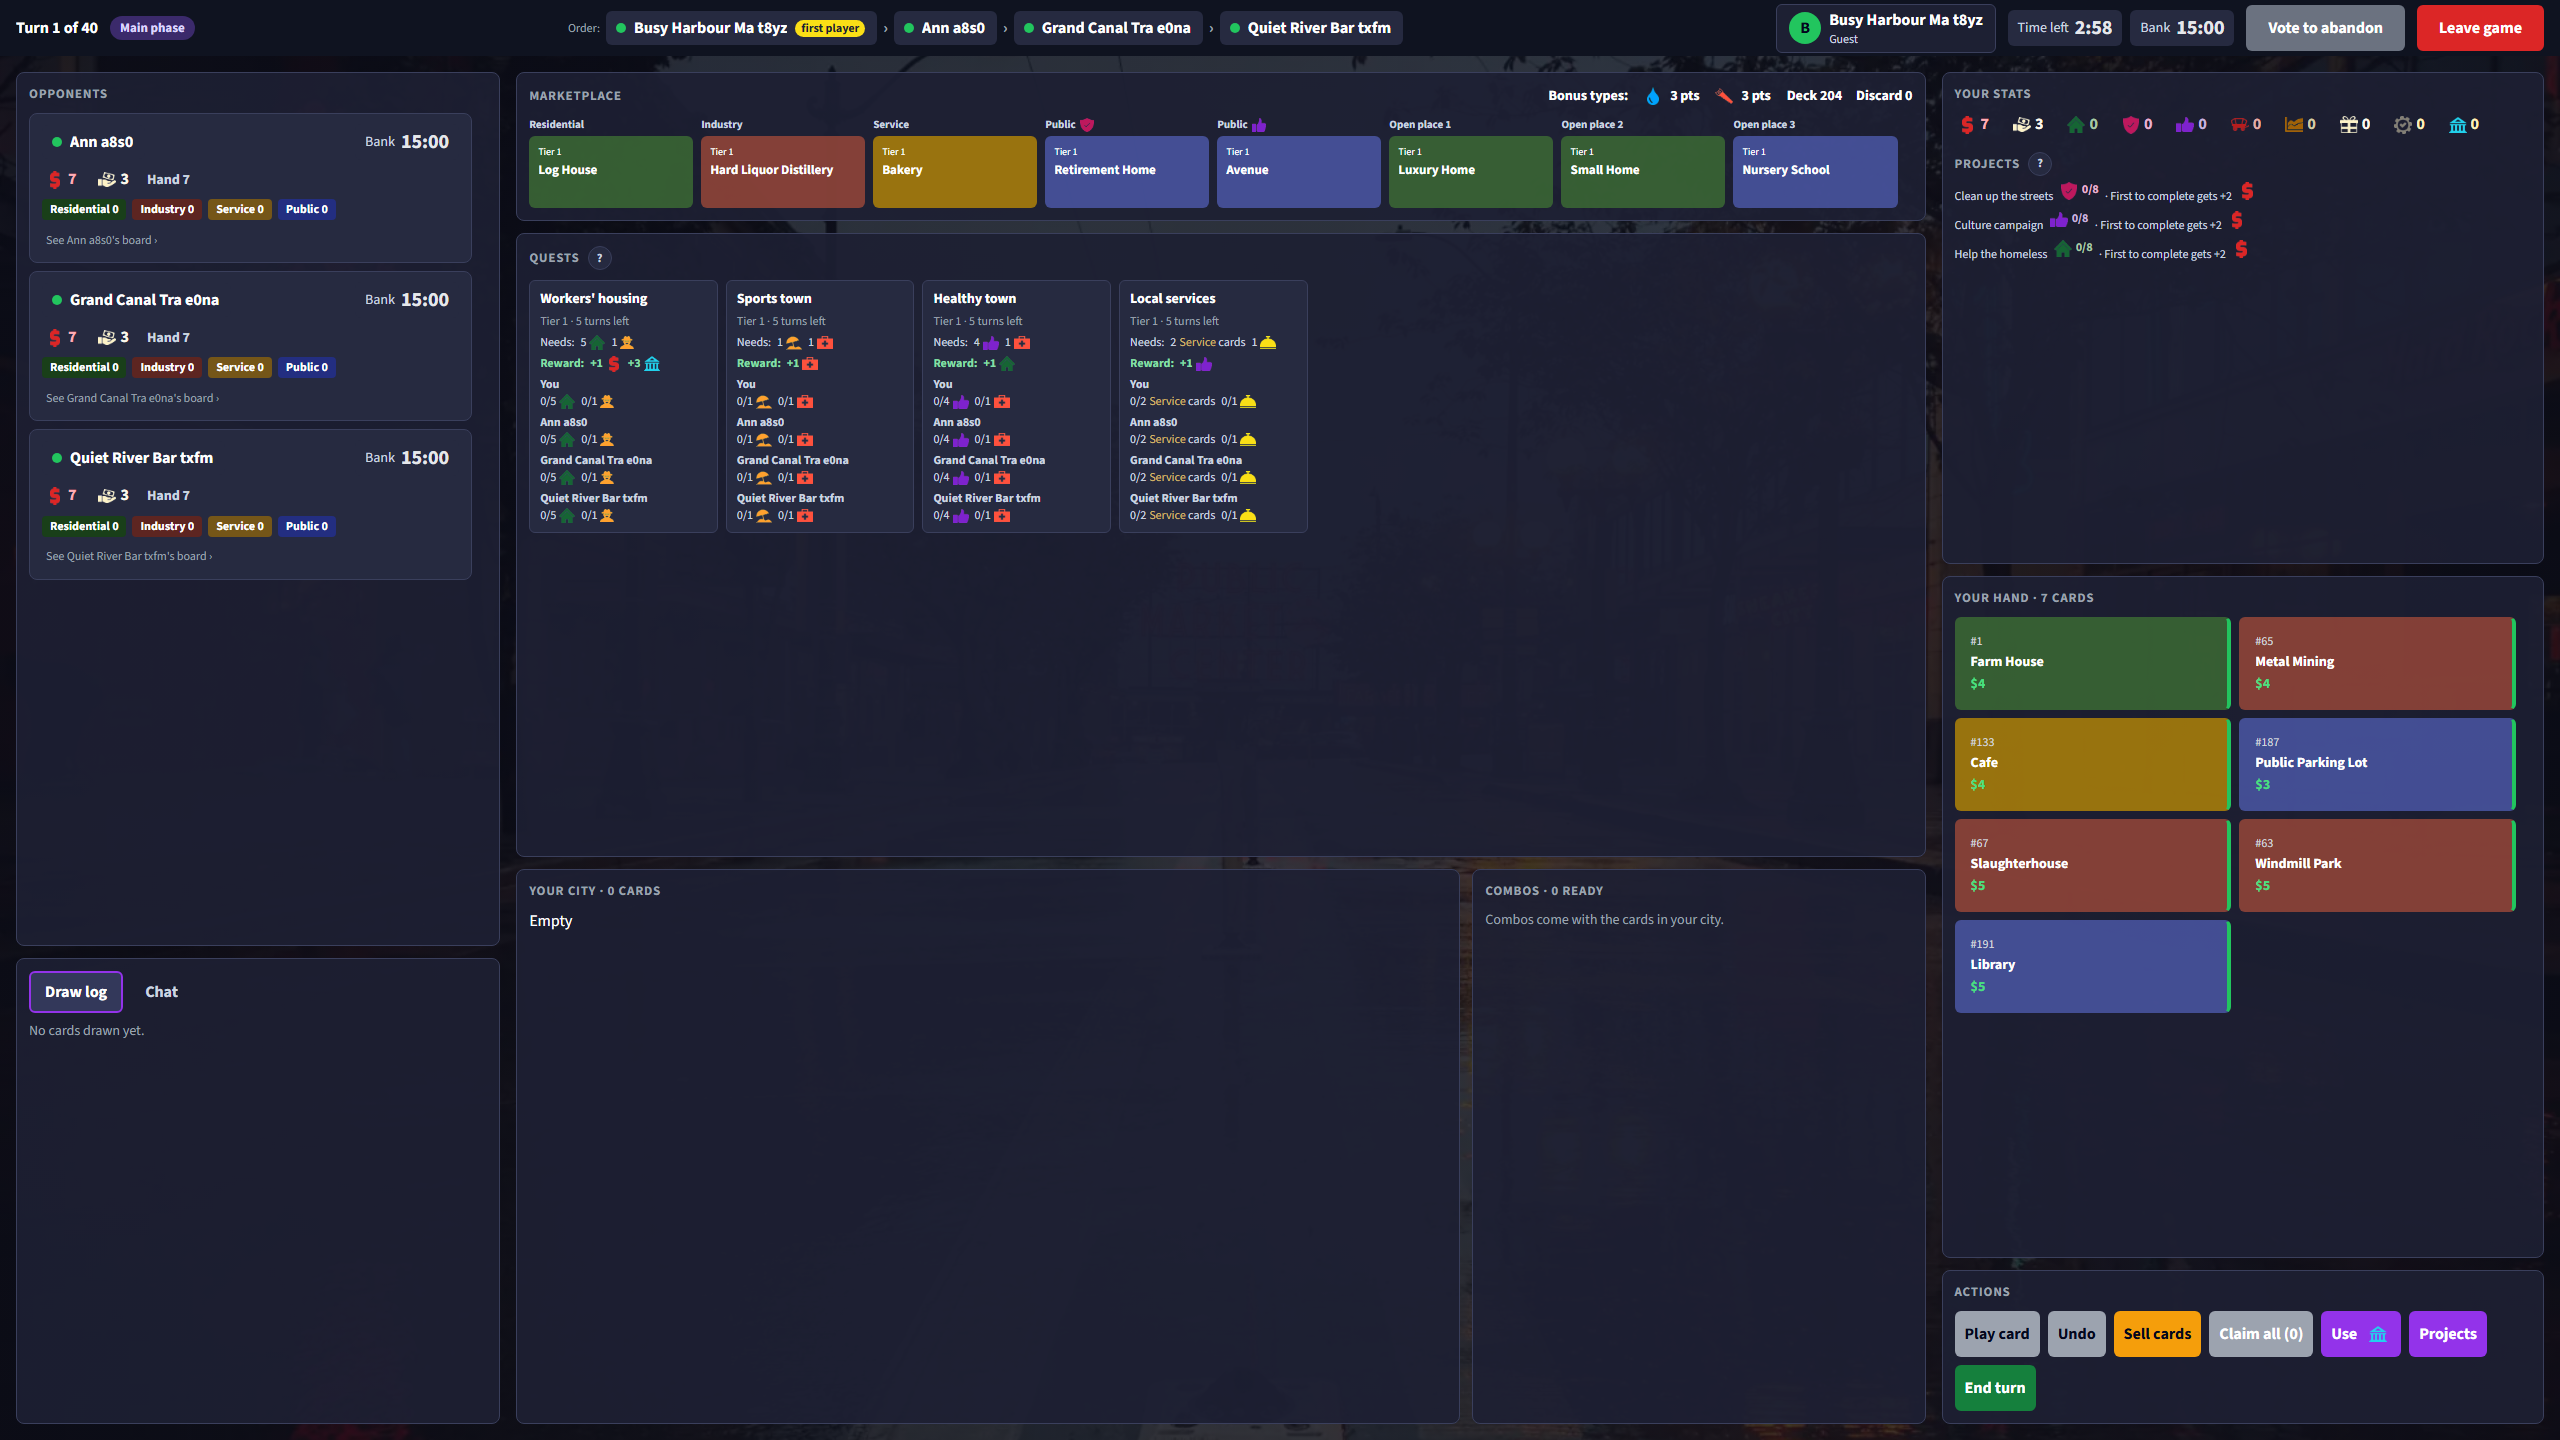 Turn 1 of 40 Main phase
Order: Busy Harbour Ma t8yz first player › Ann a8s0 › Grand Canal Tra e0na › Quiet River Bar txfm
B Busy Harbour Ma t8yz
Guest
Time left 2:58 Bank 15:00 Vote to abandon Leave game
OPPONENTS
Ann a8s0 Bank 15:00
7 3 Hand 7
Residential 0 Industry 0 Service 0 Public 0
See Ann a8s0's board ›
Grand Canal Tra e0na Bank 15:00
7 3 Hand 7
Residential 0 Industry 0 Service 0 Public 0
See Grand Canal Tra e0na's board ›
Quiet River Bar txfm Bank 15:00
7 3 Hand 7
Residential 0 Industry 0 Service 0 Public 0
See Quiet River Bar txfm's board ›
Draw log Chat
No cards drawn yet.
MARKETPLACE Bonus types: 3 pts 3 pts Deck 204 Discard 0
Residential Industry Service Public Public Open place 1 Open place 2 Open place 3
Tier 1 Tier 1 Tier 1 Tier 1 Tier 1 Tier 1 Tier 1 Tier 1
Log House Hard Liquor Distillery Bakery Retirement Home Avenue Luxury Home Small Home Nursery School
QUESTS ?
Workers' housing
Tier 1 · 5 turns left
Needs: 5 1
Reward: +1 +3
You
0/5 0/1
Ann a8s0
0/5 0/1
Grand Canal Tra e0na
0/5 0/1
Quiet River Bar txfm
0/5 0/1
Sports town
Tier 1 · 5 turns left
Needs: 1 1
Reward: +1
You
0/1 0/1
Ann a8s0
0/1 0/1
Grand Canal Tra e0na
0/1 0/1
Quiet River Bar txfm
0/1 0/1
Healthy town
Tier 1 · 5 turns left
Needs: 4 1
Reward: +1
You
0/4 0/1
Ann a8s0
0/4 0/1
Grand Canal Tra e0na
0/4 0/1
Quiet River Bar txfm
0/4 0/1
Local services
Tier 1 · 5 turns left
Needs: 2 Service cards 1
Reward: +1
You
0/2 Service cards 0/1
Ann a8s0
0/2 Service cards 0/1
Grand Canal Tra e0na
0/2 Service cards 0/1
Quiet River Bar txfm
0/2 Service cards 0/1
YOUR CITY · 0 CARDS
Empty
COMBOS · 0 READY
Combos come with the cards in your city.
YOUR STATS
7 3 0 0 0 0 0 0 0 0
PROJECTS ?
Clean up the streets 0/8 · First to complete gets +2
Culture campaign 0/8 · First to complete gets +2
Help the homeless 0/8 · First to complete gets +2
YOUR HAND · 7 CARDS
#1
Farm House
$4
#65
Metal Mining
$4
#133
Cafe
$4
#187
Public Parking Lot
$3
#67
Slaughterhouse
$5
#63
Windmill Park
$5
#191
Library
$5
ACTIONS
Play card Undo Sell cards Claim all (0) Use Projects
End turn